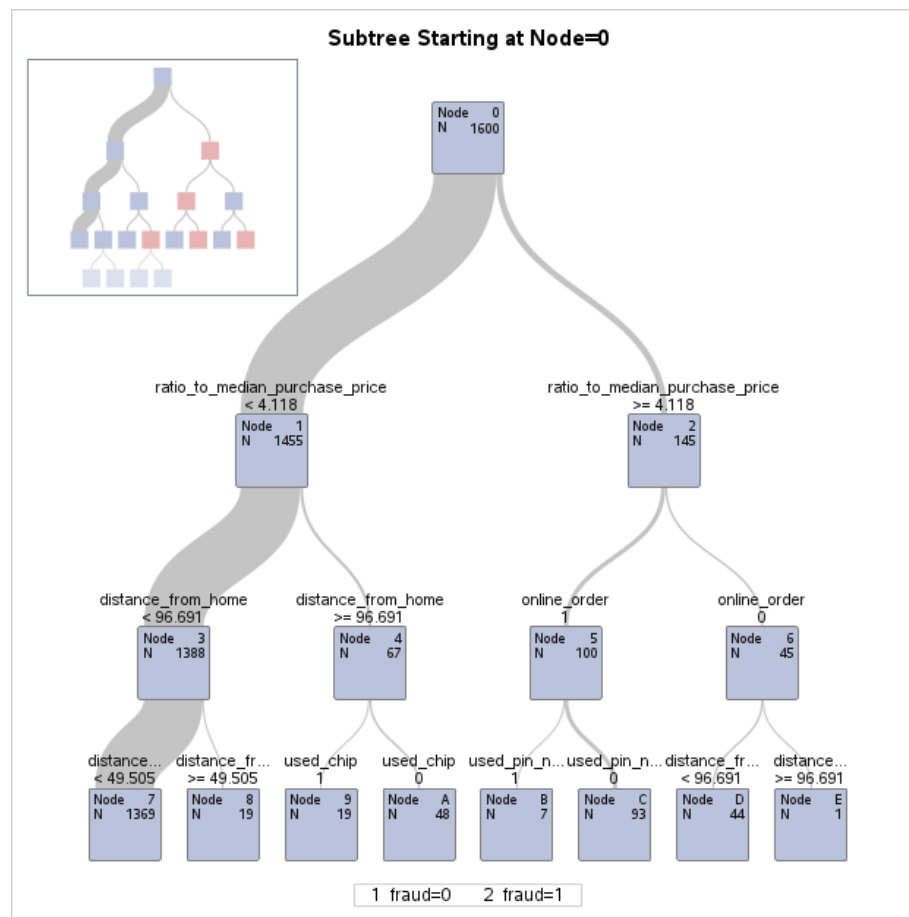 Subtree Starting at Node=0
Node 0
N 1600
ratio_to_median_purchase_price
< 4.118
Node 1
N 1455
ratio_to_median_purchase_price
>= 4.118
Node 2
N 145
distance_from_home
< 96.691
Node 3
N 1388
distance_from_home
>= 96.691
Node 4
N 67
online_order
1
Node 5
N 100
online_order
0
Node 6
N 45
distance...
< 49.505
Node 7
N 1369
distance_fr...
>= 49.505
Node 8
N 19
used_chip
1
Node 9
N 19
used_chip
0
Node A
N 48
used_pin_n...
1
Node B
N 7
used_pin_n...
0
Node C
N 93
distance_fr...
< 96.691
Node D
N 44
distance...
>= 96.691
Node E
N 1
1 fraud=0 2 fraud=1